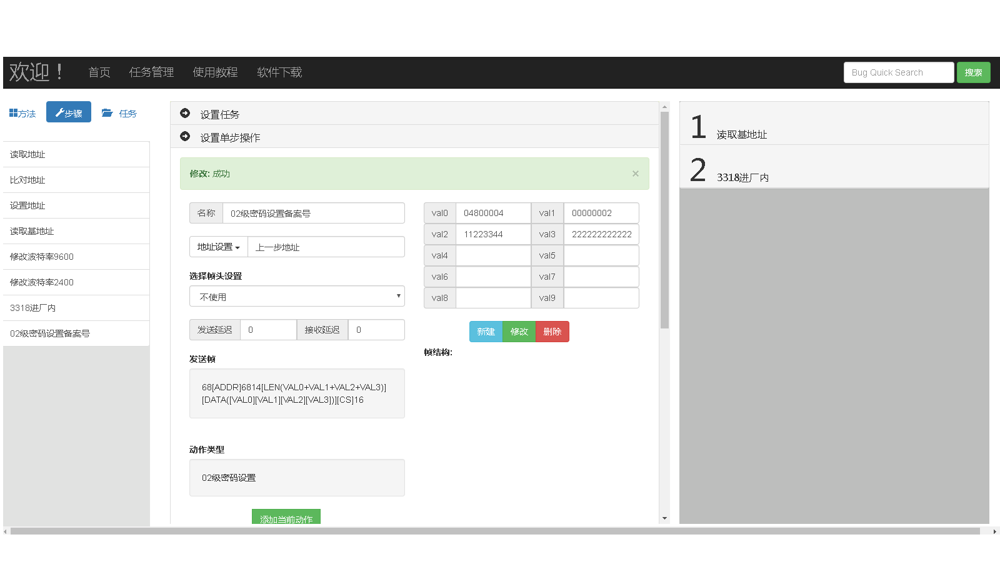 欢迎！ 首页 任务管理 使用教程 软件下载 Bug Quick Search 搜索
方法 步骤 任务
读取地址
比对地址
设置地址
读取基地址
修改波特率9600
修改波特率2400
3318进厂内
02级密码设置备案号
设置任务
设置单步操作
修改: 成功 ×
名称 02级密码设置备案号
地址设置 上一步地址
选择帧头设置
不使用
发送延迟 0 接收延迟 0
发送帧
68[ADDR]6814[LEN(VAL0+VAL1+VAL2+VAL3)]
[DATA([VAL0][VAL1][VAL2][VAL3])][CS]16
动作类型
02级密码设置
添加当前动作
val0 04800004 val1 00000002
val2 11223344 val3 222222222222
val4 val5
val6 val7
val8 val9
新建 修改 删除
帧结构:
1 读取基地址
2 3318进厂内